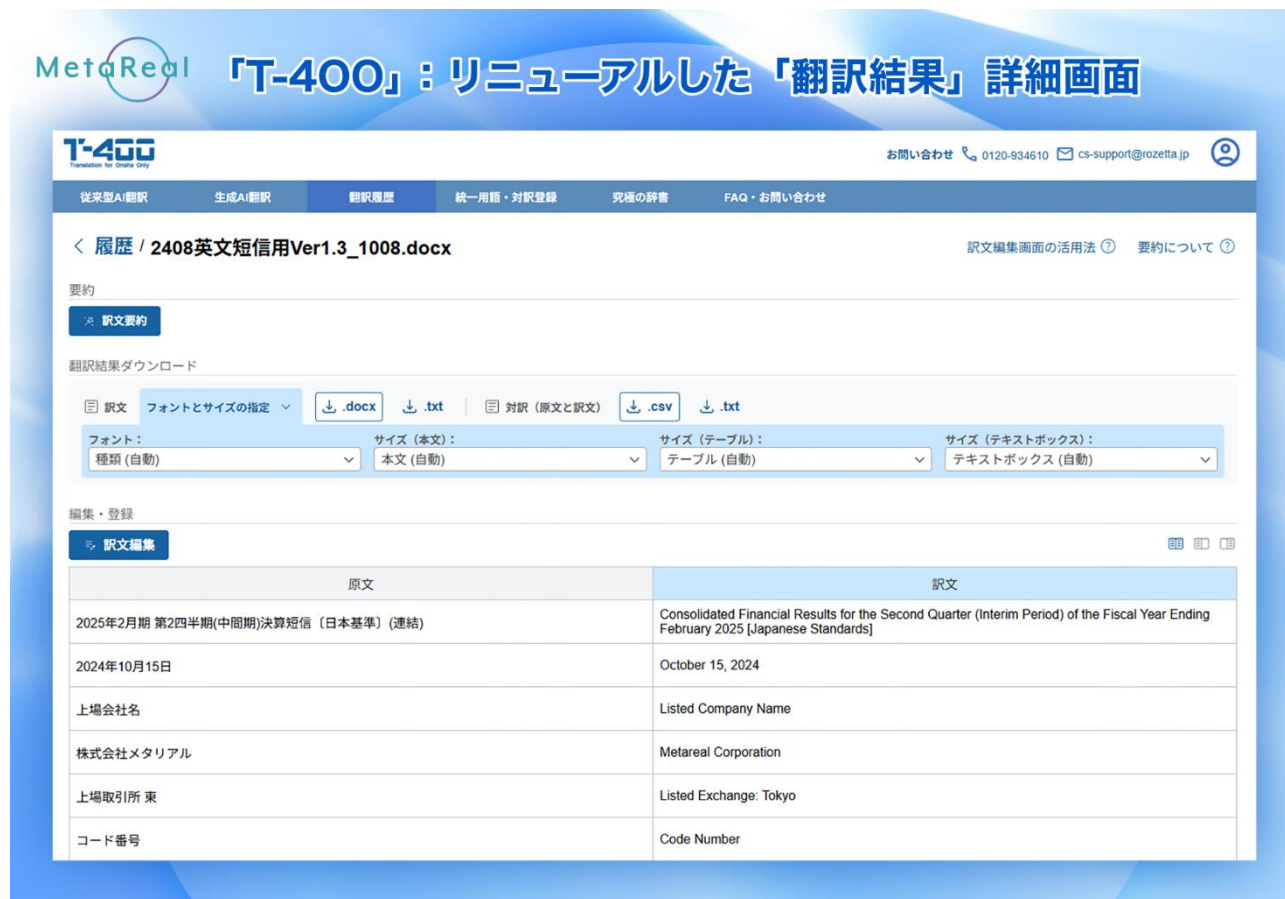 MetaReal
「T-400」：リニューアルした「翻訳結果」詳細画面
T-400
Translation for Onsha Only
お問い合わせ 0120-934610 cs-support@rozetta.jp
従来型AI翻訳 生成AI翻訳 翻訳履歴 統一用語・対訳登録 究極の辞書 FAQ・お問い合わせ
< 履歴 / 2408英文短信用Ver1.3_1008.docx
訳文編集画面の活用法 ? 要約について ?
要約
訳文要約
翻訳結果ダウンロード
訳文 フォントとサイズの指定 .docx .txt 対訳（原文と訳文） .csv .txt
フォント： サイズ（本文）： サイズ（テーブル）： サイズ（テキストボックス）：
種類 (自動) 本文 (自動) テーブル (自動) テキストボックス (自動)
編集・登録
訳文編集
原文 訳文
2025年2月期 第2四半期(中間期)決算短信〔日本基準〕(連結)
Consolidated Financial Results for the Second Quarter (Interim Period) of the Fiscal Year Ending
February 2025 [Japanese Standards]
2024年10月15日 October 15, 2024
上場会社名 Listed Company Name
株式会社メタリアル Metareal Corporation
上場取引所 東 Listed Exchange: Tokyo
コード番号 Code Number